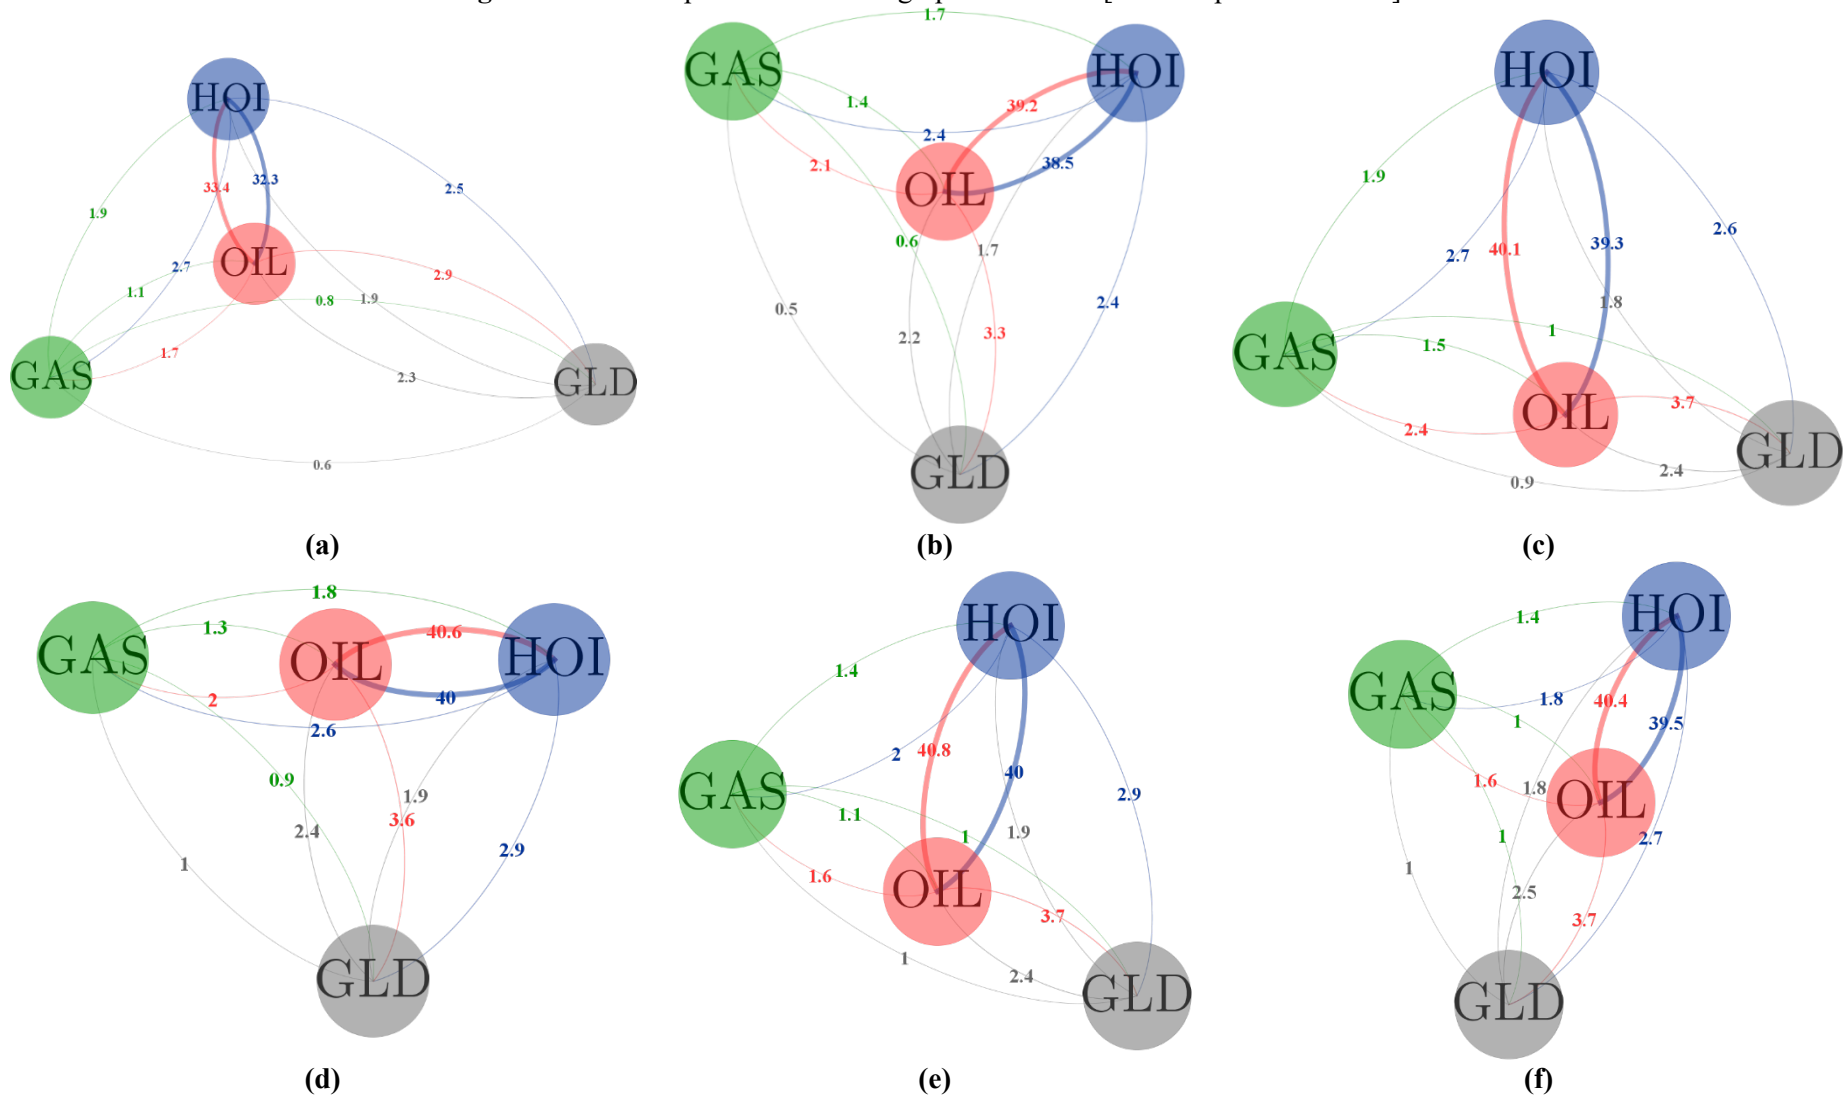 HOI
33.4
32.3
2.5
1.9
OIL
2.7
2.9
1.1
0.8
1.9
1.7
GAS
2.3
GLD
0.6
(a)
1.7
GAS
HOI
1.4
39.2
2.4
2.1
38.5
OIL
0.6
1.7
0.5
2.4
2.2
3.3
GLD
(b)
HOI
1.9
2.6
2.7
40.1
39.3
1.8
1
GAS
1.5
3.7
OIL
2.4
GLD
2.4
0.9
(c)
1.8
1.3
40.6
GAS
OIL
HOI
2
40
2.6
0.9
1.9
3.6
2.4
2.9
1
GLD
(d)
HOI
1.4
2
40.8
40
GAS
2.9
1.1
1
1.9
1.6
OIL
3.7
1
2.4
GLD
(e)
HOI
1.4
GAS
1.8
40.4
1
39.5
1.6
1.8
OIL
1
2.7
1
2.5
3.7
GLD
(f)